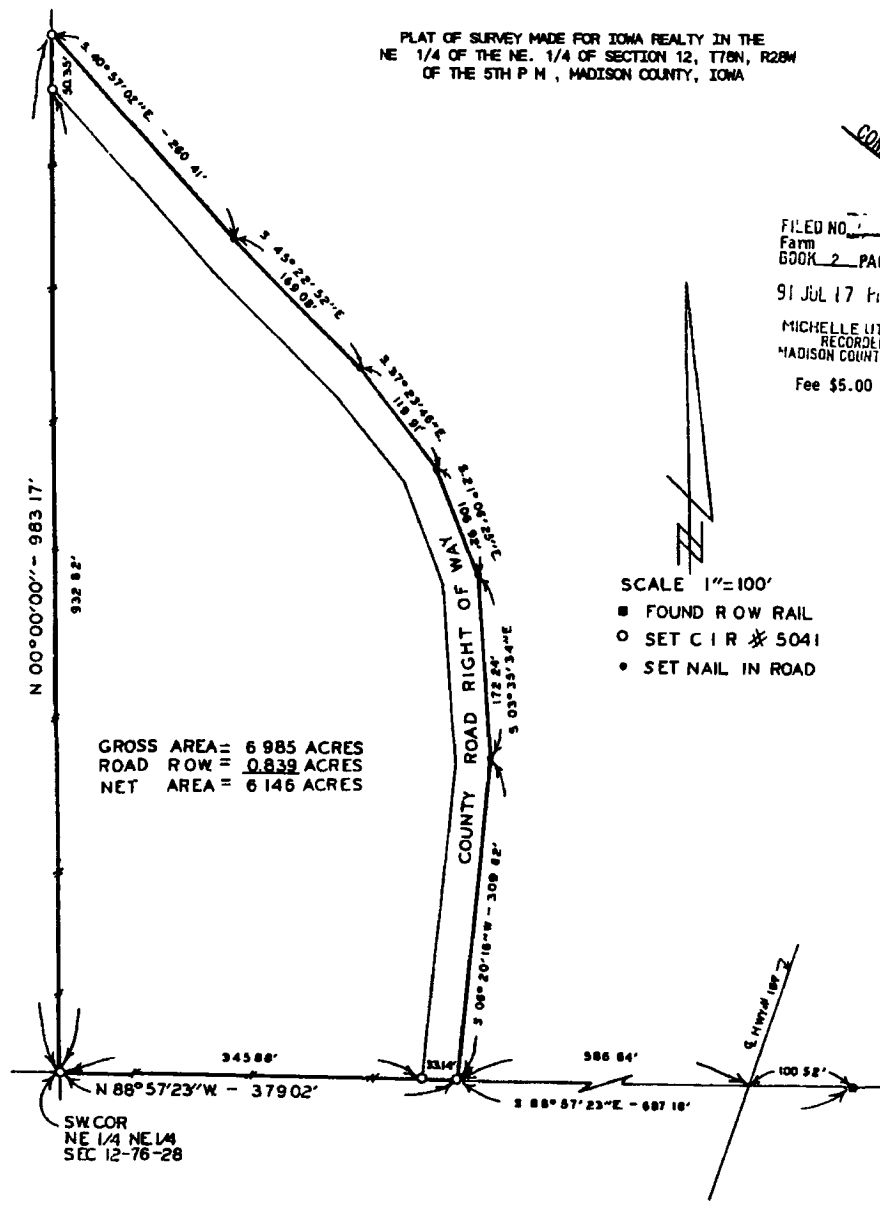 PLAT OF SURVEY MADE FOR IOWA REALTY IN THE
NE 1/4 OF THE NE. 1/4 OF SECTION 12, T76N, R28W
OF THE 5TH P M , MADISON COUNTY, IOWA
FILED NO.
Farm
BOOK 2
91 JUL 17
MICHELLE
MADISON
Fee $5.00
S. 40° 57' 02" E. - 260 41'
50.35'
S 45° 22' 52" E
169 08'
S. 37° 23' 46" E.
118 91'
S. 21° 06' 25" E.
109 96'
N 00° 00' 00" - 983 17'
932 82'
COUNTY ROAD RIGHT OF WAY
172 24'
S 03° 35' 34" E
SCALE 1"=100'
FOUND R O W RAIL
SET C I R # 5041
SET NAIL IN ROAD
GROSS AREA = 6 985 ACRES
ROAD R O W. = 0.839 ACRES
NET AREA = 6 146 ACRES
S 06° 20' 16" W - 309 82'
℄ HWY# 169
345 88'
33.14'
586 64'
100 52'
N 88° 57' 23" W. - 379 02'
S 88° 57' 23" E. - 687 16'
SW. COR
NE 1/4 NE 1/4
SEC 12-76-28